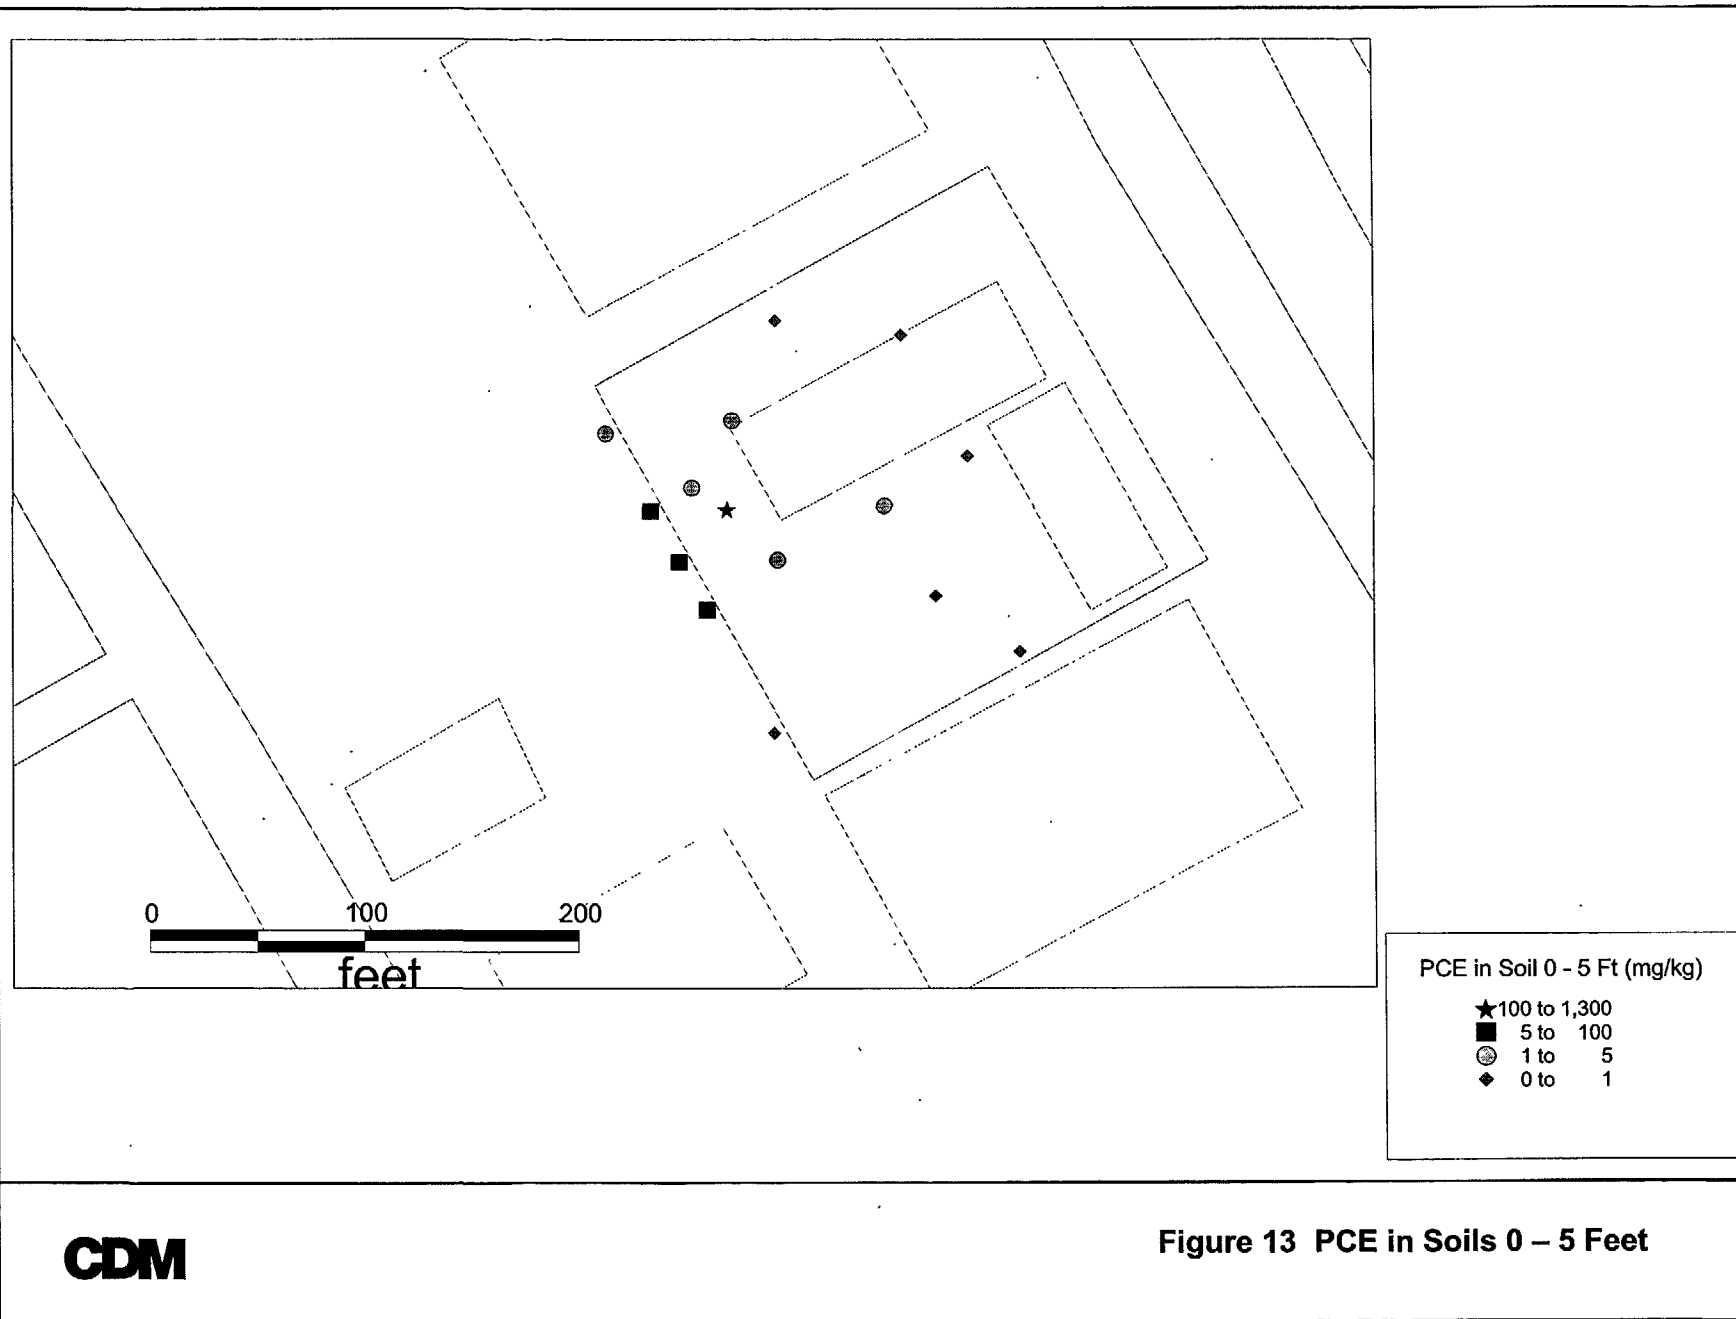 0 100 200
feet
PCE in Soil 0 - 5 Ft (mg/kg)
100 to 1,300
5 to 100
1 to 5
0 to 1
CDM
Figure 13 PCE in Soils 0 – 5 Feet